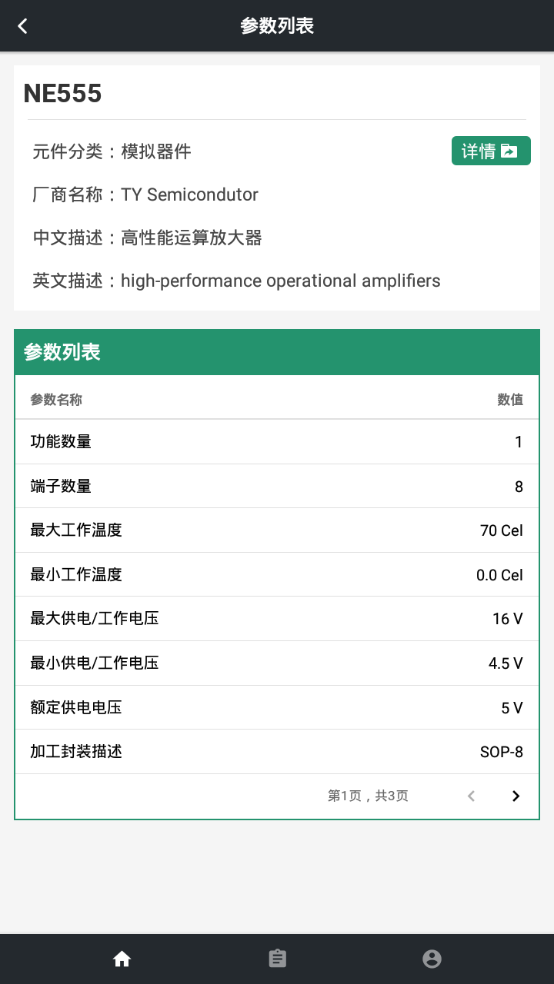 参数列表
NE555
元件分类：模拟器件
详情
厂商名称：TY Semicondutor
中文描述：高性能运算放大器
英文描述：high-performance operational amplifiers
参数列表
参数名称 数值
功能数量 1
端子数量 8
最大工作温度 70 Cel
最小工作温度 0.0 Cel
最大供电/工作电压 16 V
最小供电/工作电压 4.5 V
额定供电电压 5 V
加工封装描述 SOP-8
第1页，共3页